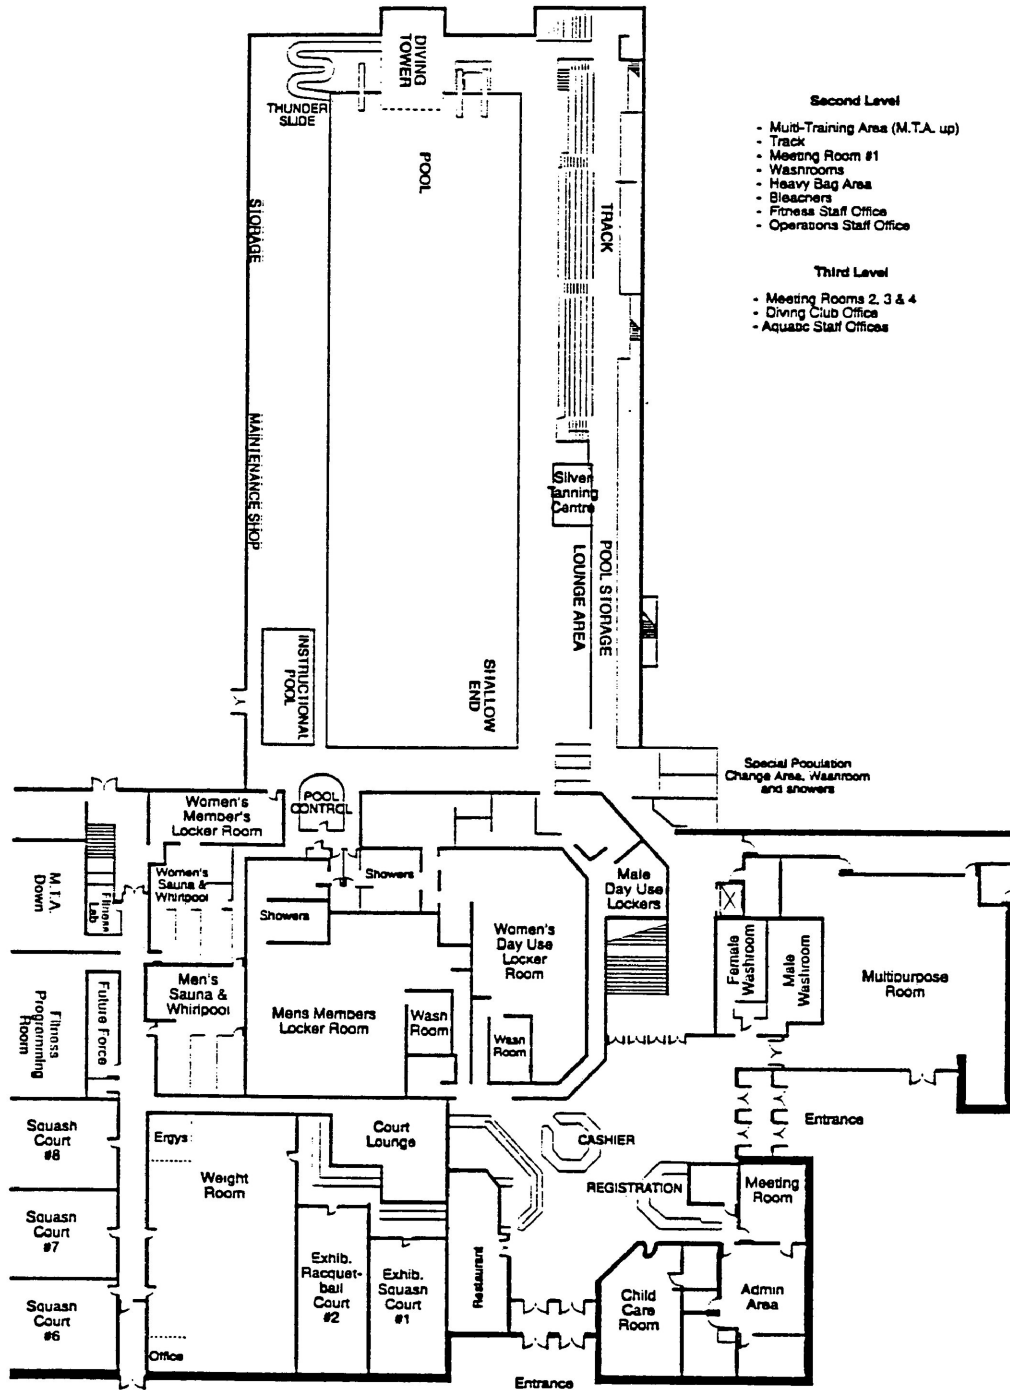 DIVING
TOWER
THUNDER
SLIDE
POOL
STORAGE
TRACK
MAINTENANCE SHOP
Silver
Tanning
Centre
POOL STORAGE
LOUNGE AREA
INSTRUCTIONAL
POOL
SHALLOW
END
Second Level
- Multi-Training Area (M.T.A. up)
- Track
- Meeting Room #1
- Washrooms
- Heavy Bag Area
- Bleachers
- Fitness Staff Office
- Operations Staff Office
Third Level
- Meeting Rooms 2, 3 & 4
- Diving Club Office
- Aquatic Staff Offices
Special Population
Change Area, Washroom
and showers
Women's
Member's
Locker Room
POOL
CONTROL
M.T.A.
Down
Fitness
Lab
Women's
Sauna &
Whirlpool
Showers
Showers
Male
Day Use
Lockers
Women's
Day Use
Locker
Room
Female
Washroom
Male
Washroom
Multipurpose
Room
Fitness
Programming
Room
Future Force
Men's
Sauna &
Whirlpool
Mens Members
Locker Room
Wash
Room
Wash
Room
Squash
Court
#8
Ergys
Weight
Room
Court
Lounge
CASHIER
Entrance
REGISTRATION
Meeting
Room
Squash
Court
#7
Exhib.
Racquet-
ball
Court
#2
Exhib.
Squash
Court
#1
Restaurant
Child
Care
Room
Admin
Area
Squash
Court
#6
Office
Entrance